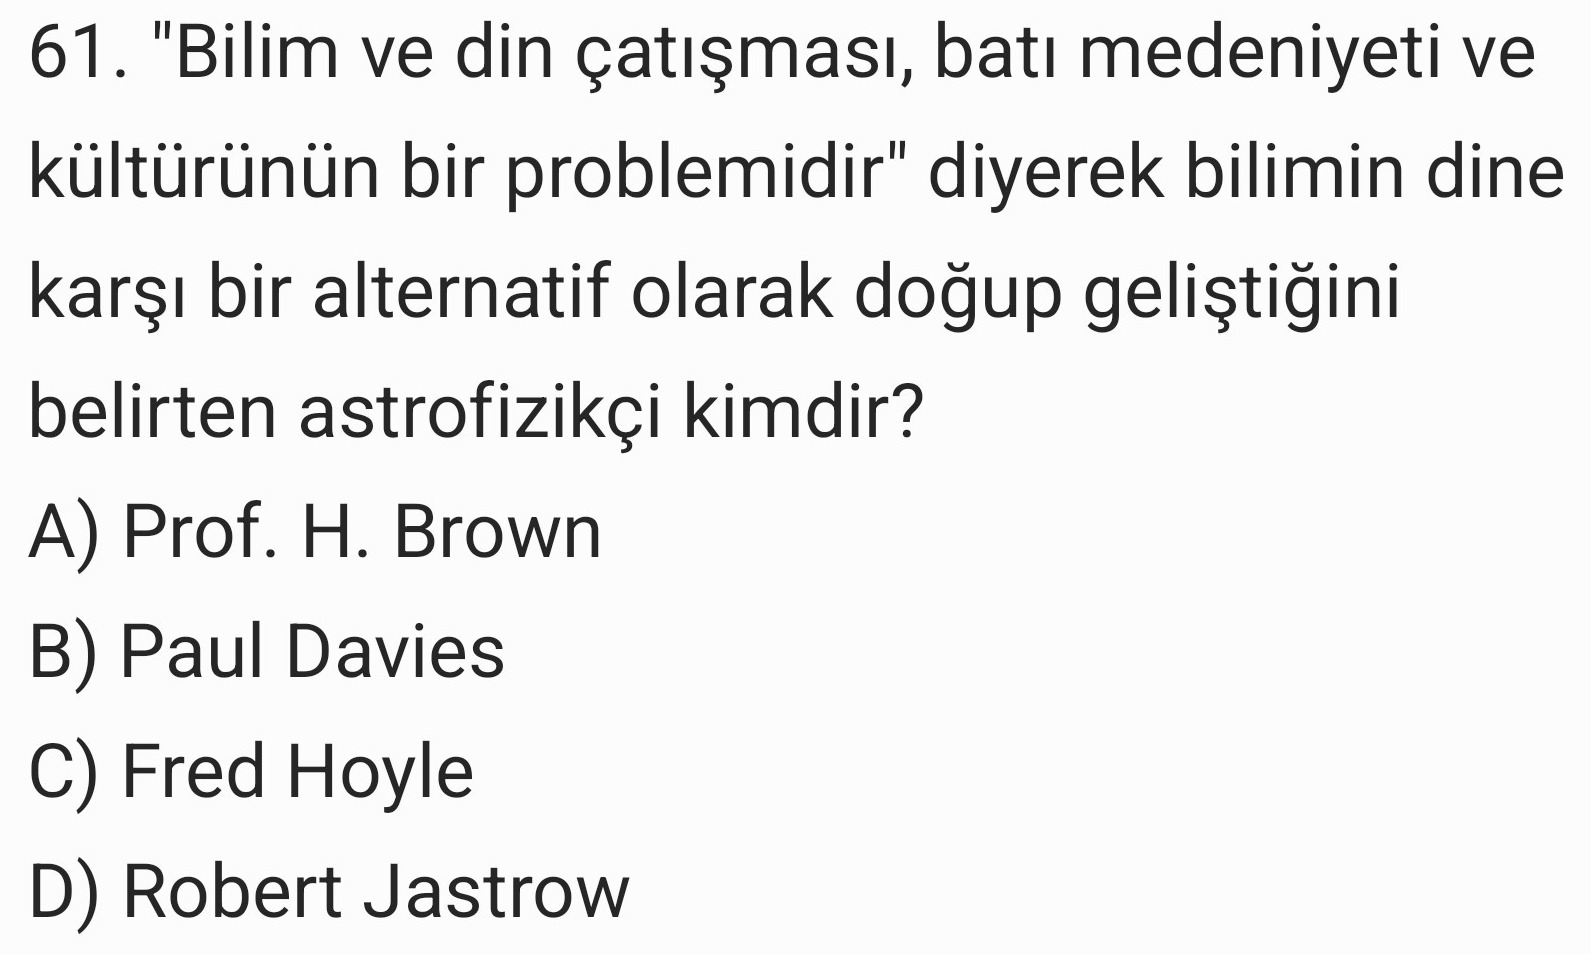 61. "Bilim ve din çatışması, batı medeniyeti ve
kültürünün bir problemidir" diyerek bilimin dine
karşı bir alternatif olarak doğup geliştiğini
belirten astrofizikçi kimdir?
A) Prof. H. Brown
B) Paul Davies
C) Fred Hoyle
D) Robert Jastrow